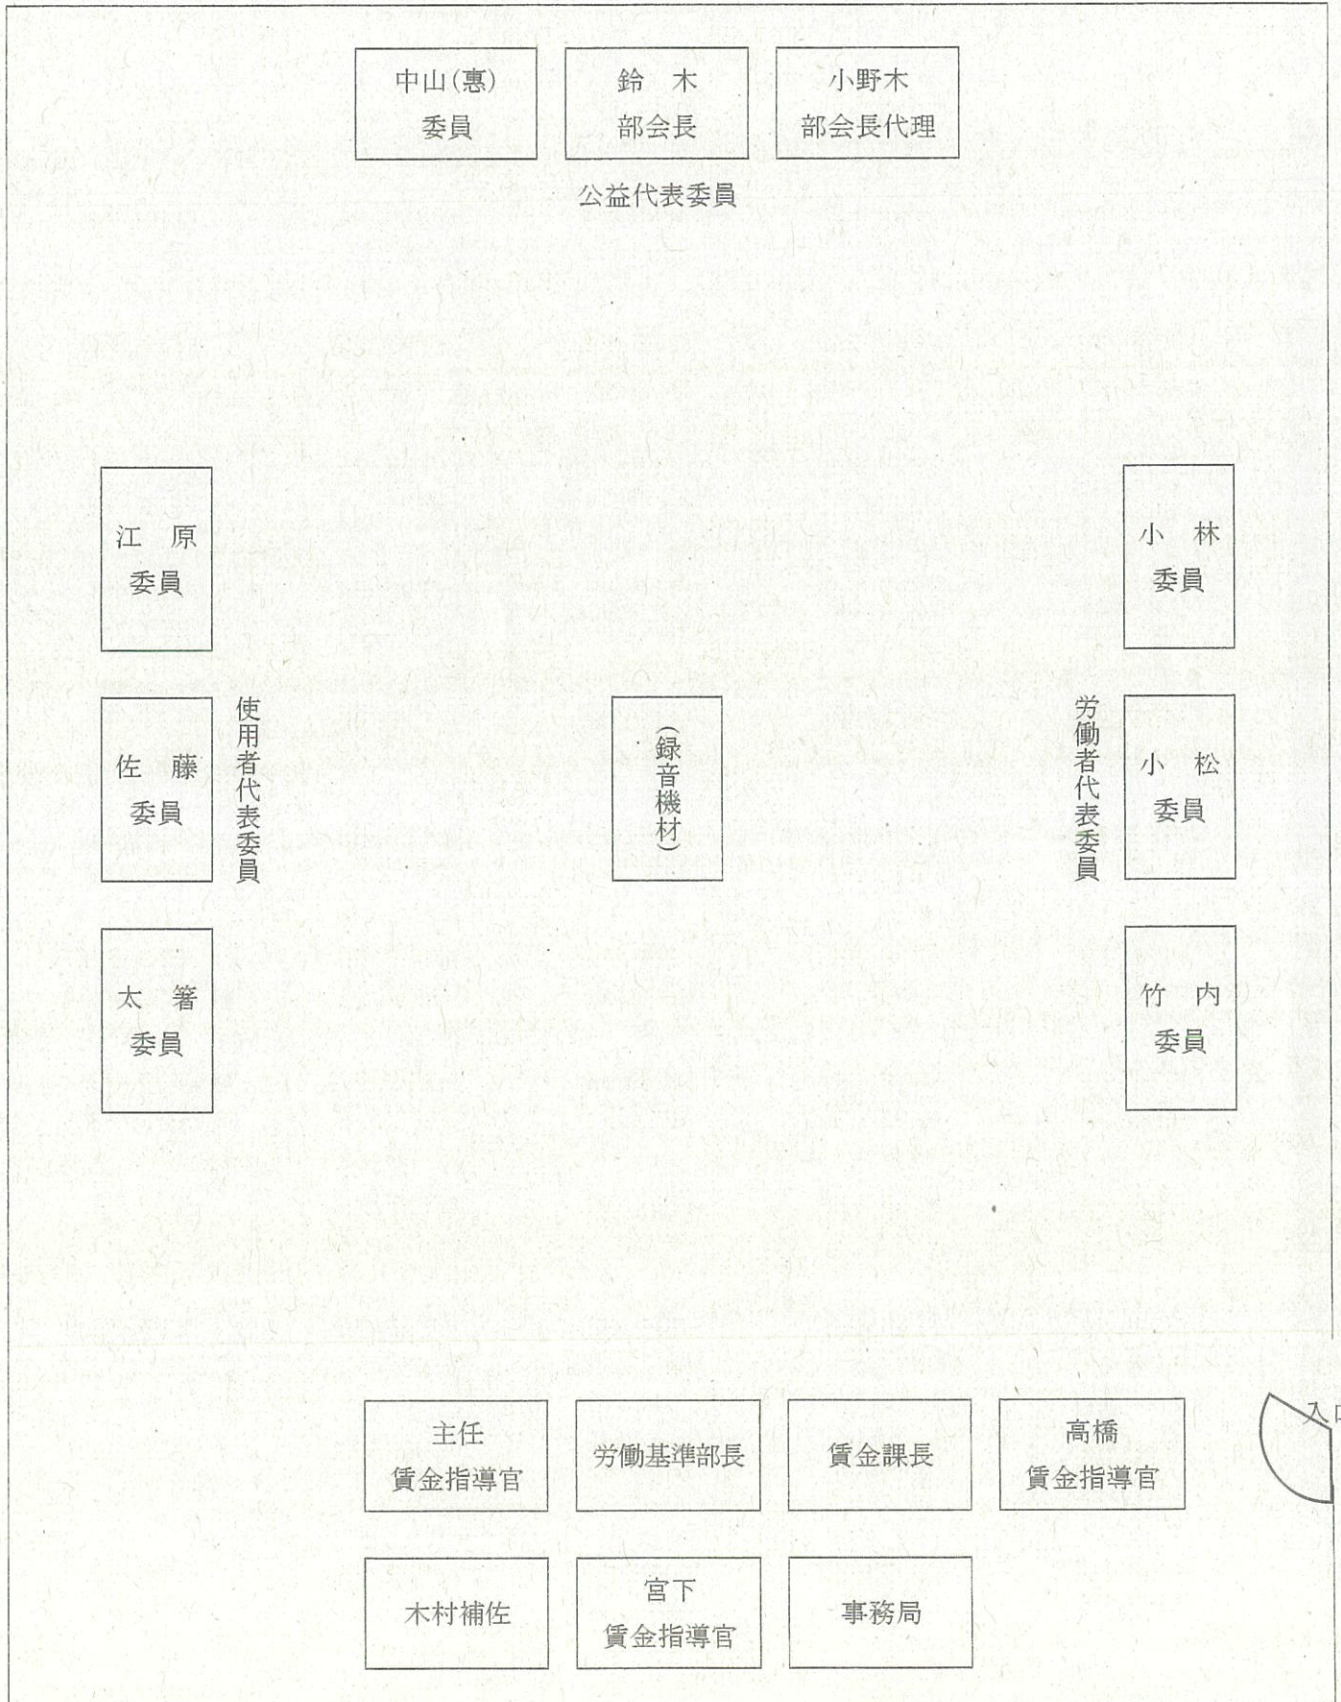 中山(惠)
委員
鈴　木
部会長
小野木
部会長代理
公益代表委員
江　原
委員
佐　藤
委員
太　箸
委員
使用者代表委員
(録音機材)
労働者代表委員
小　林
委員
小　松
委員
竹　内
委員
主任
賃金指導官
労働基準部長
賃金課長
高橋
賃金指導官
入口
木村補佐
宮下
賃金指導官
事務局